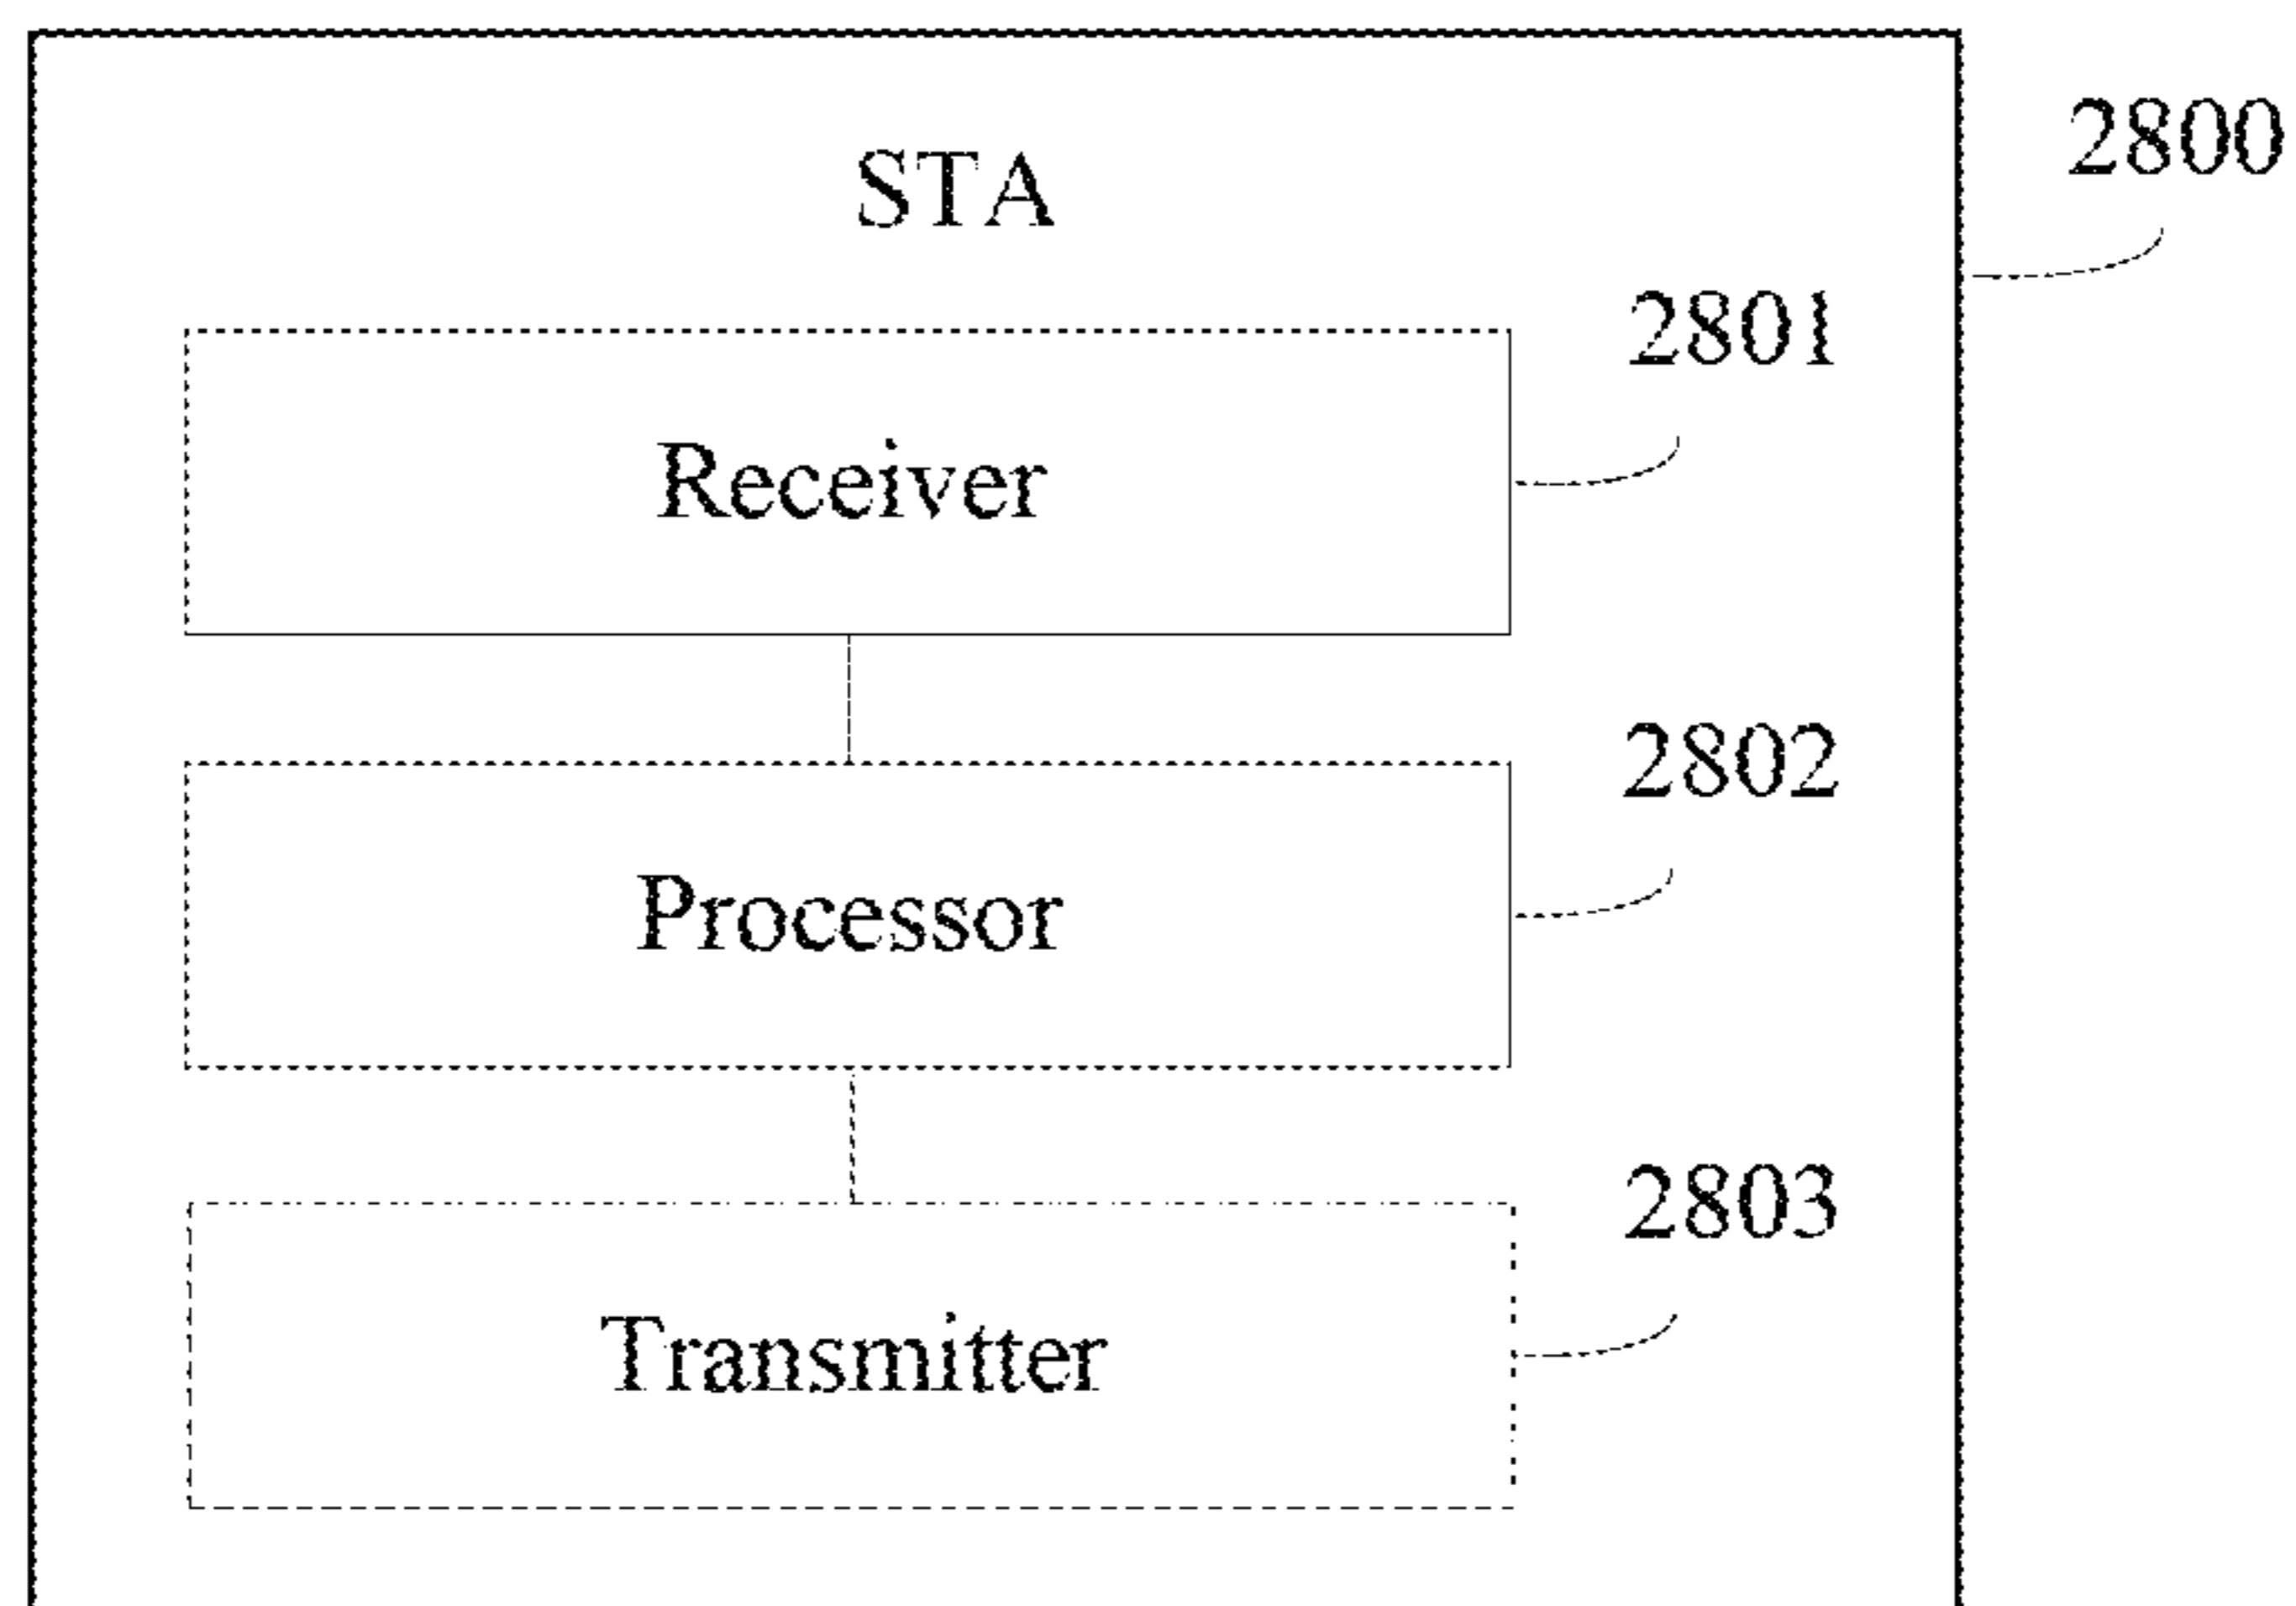 STA
2800
2801
Receiver
2802
Processor
2803
Transmitter